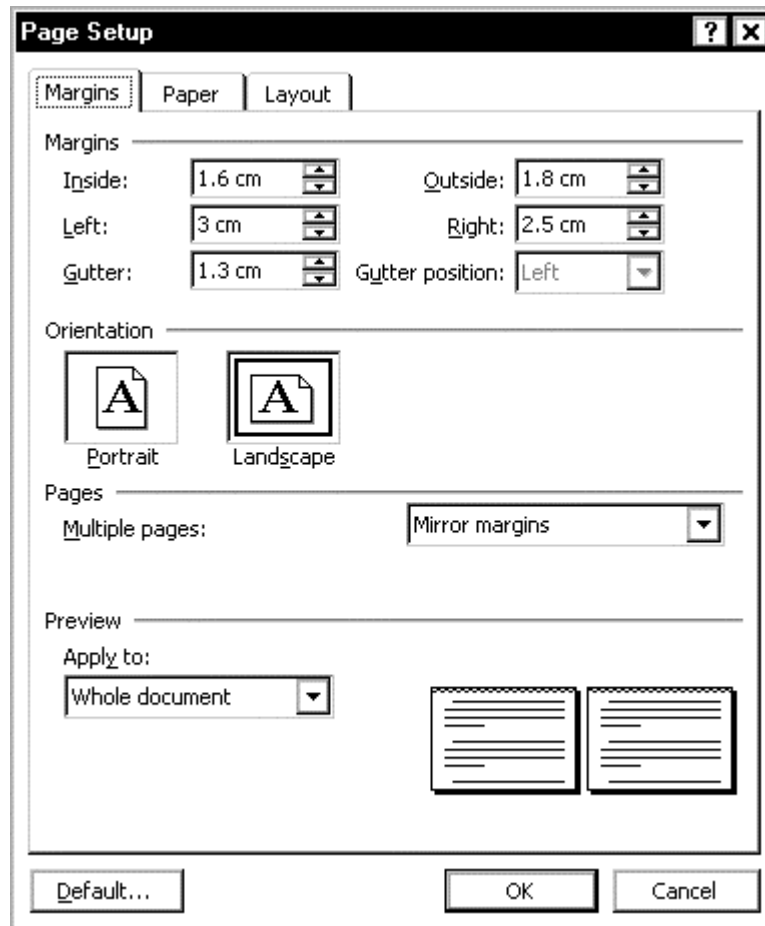 Page Setup ? X
Margins Paper Layout
Margins
Inside: 1.6 cm Outside: 1.8 cm
Left: 3 cm Right: 2.5 cm
Gutter: 1.3 cm Gutter position: Left
Orientation
A A
Portrait Landscape
Pages
Multiple pages: Mirror margins
Preview
Apply to:
Whole document
Default... OK Cancel